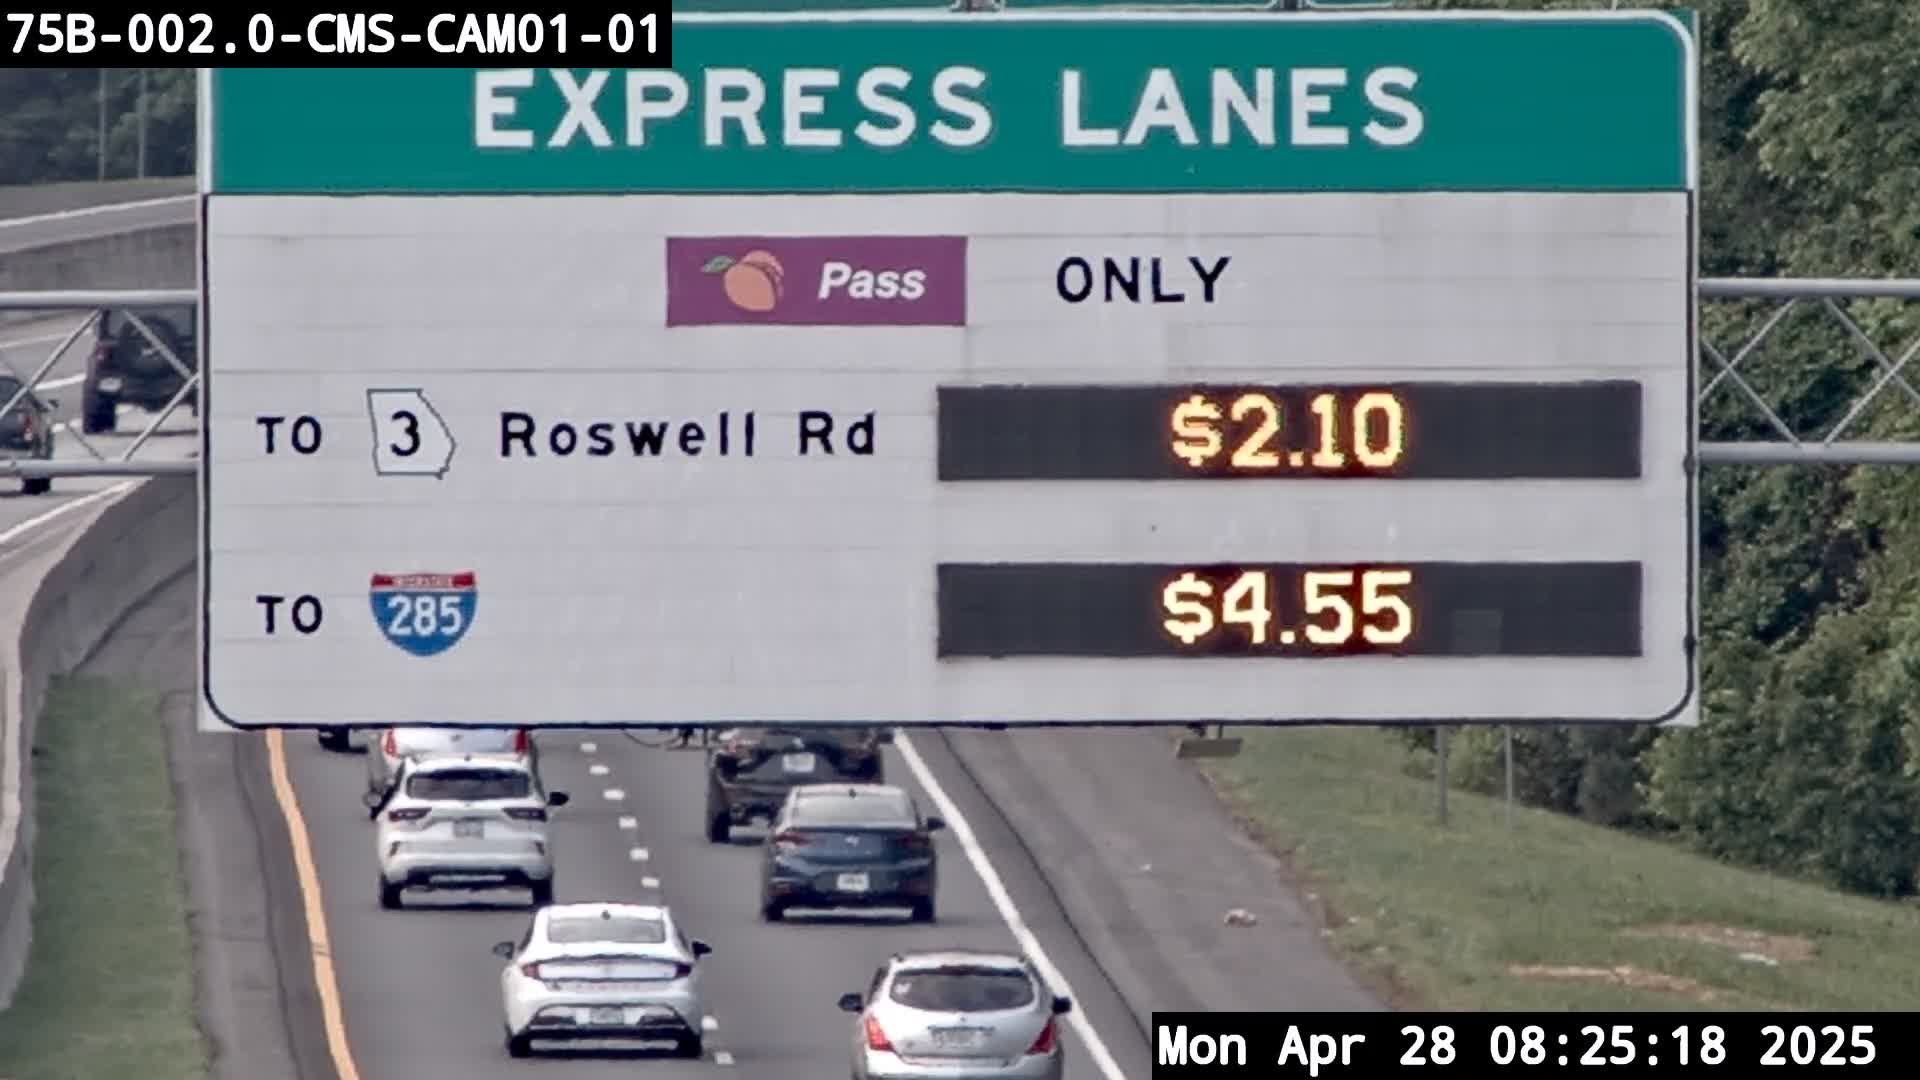 75B-002.0-CMS-CAM01-01
EXPRESS LANES
Pass ONLY
TO 3 Roswell Rd $2.10
TO 285 $4.55
Mon Apr 28 08:25:18 2025